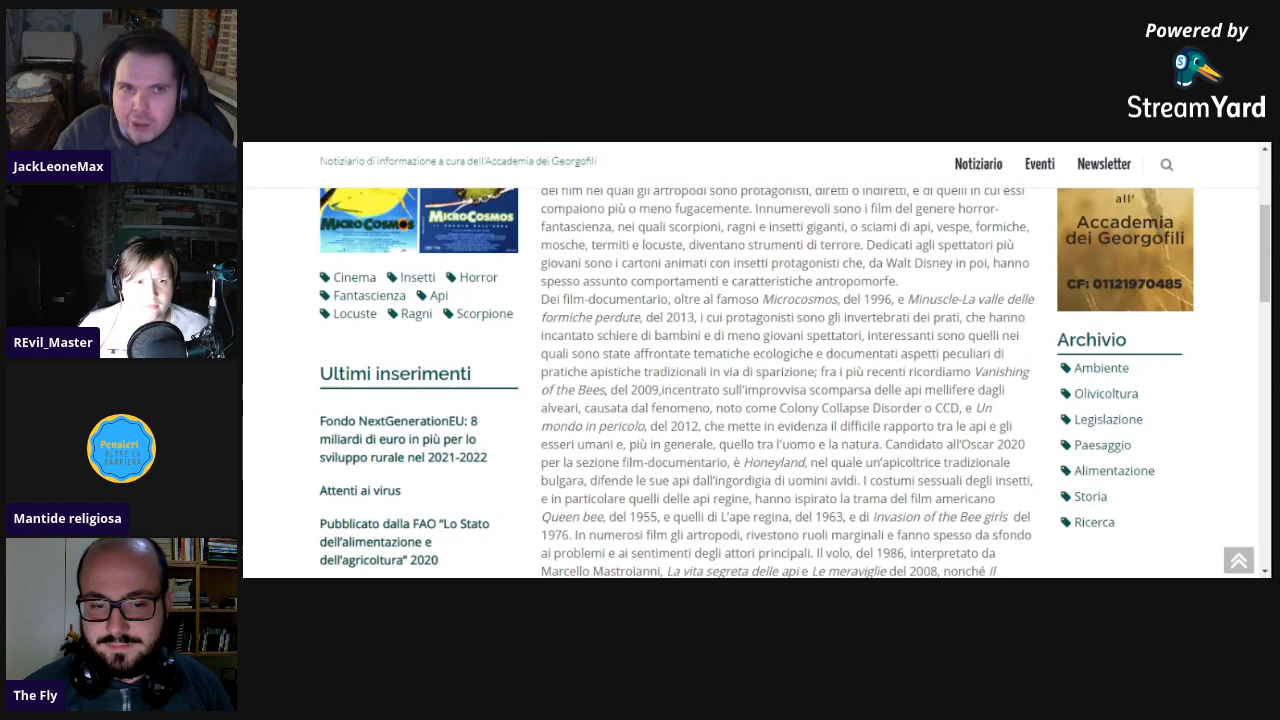 Powered by
StreamYard
JackLeoneMax
REvil_Master
Pensieri
OLTRE LA
BARRIERA
Mantide religiosa
The Fly
Notiziario di informazione a cura dell'Accademia dei Georgofili
Notiziario
Eventi
Newsletter
MICROCOSMOS
MICROCOSMOS
Cinema Insetti Horror
Fantascienza Api
Locuste Ragni Scorpione
Ultimi inserimenti
Fondo NextGenerationEU: 8
miliardi di euro in più per lo
sviluppo rurale nel 2021-2022
Attenti ai virus
Pubblicato dalla FAO “Lo Stato
dell’alimentazione e
dell’agricoltura” 2020
dei film nei quali gli artropodi sono protagonisti, diretti o indiretti, e di quelli in cui essi
compaiono più o meno fugacemente. Innumerevoli sono i film del genere horror-
fantascienza, nei quali scorpioni, ragni e insetti giganti, o sciami di api, vespe, formiche,
mosche, termiti e locuste, diventano strumenti di terrore. Dedicati agli spettatori più
giovani sono i cartoni animati con insetti protagonisti che, da Walt Disney in poi, hanno
spesso assunto comportamenti e caratteristiche antropomorfe.
Dei film-documentario, oltre al famoso Microcosmos, del 1996, e Minuscle-La valle delle
formiche perdute, del 2013, i cui protagonisti sono gli invertebrati dei prati, che hanno
incantato schiere di bambini e di meno giovani spettatori, interessanti sono quelli nei
quali sono state affrontate tematiche ecologiche e documentati aspetti peculiari di
pratiche apistiche tradizionali in via di sparizione; fra i più recenti ricordiamo Vanishing
of the Bees, del 2009,incentrato sull'improvvisa scomparsa delle api mellifere dagli
alveari, causata dal fenomeno, noto come Colony Collapse Disorder o CCD, e Un
mondo in pericolo, del 2012, che mette in evidenza il difficile rapporto tra le api e gli
esseri umani e, più in generale, quello tra l'uomo e la natura. Candidato all’Oscar 2020
per la sezione film-documentario, è Honeyland, nel quale un’apicoltrice tradizionale
bulgara, difende le sue api dall’ingordigia di uomini avidi. I costumi sessuali degli insetti,
e in particolare quelli delle api regine, hanno ispirato la trama del film americano
Queen bee, del 1955, e quelli di L’ape regina, del 1963, e di Invasion of the Bee girls del
1976. In numerosi film gli artropodi, rivestono ruoli marginali e fanno spesso da sfondo
ai problemi e ai sentimenti degli attori principali. Il volo, del 1986, interpretato da
Marcello Mastroianni, La vita segreta delle api e Le meraviglie del 2008, nonché Il
all'
Accademia
dei Georgofili
CF: 01121970485
Archivio
Ambiente
Olivicoltura
Legislazione
Paesaggio
Alimentazione
Storia
Ricerca